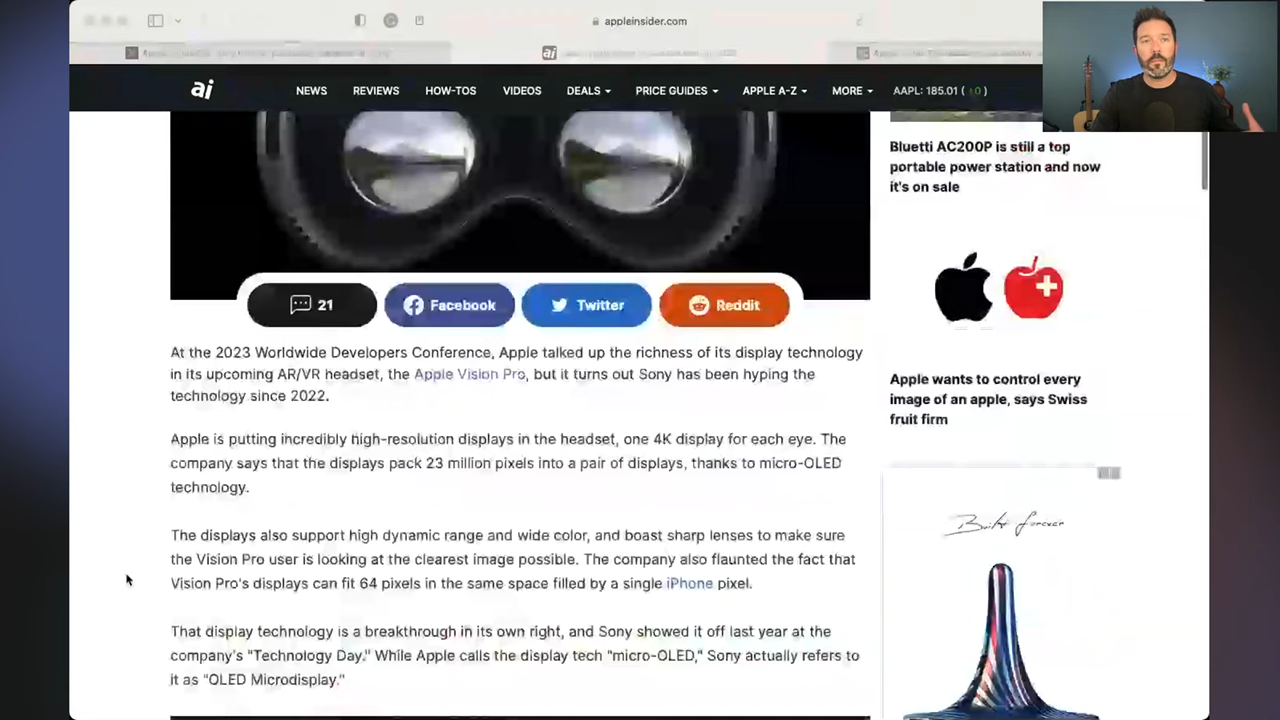 appleinsider.com
ai
ai
NEWS
REVIEWS
HOW-TOS
VIDEOS
DEALS
PRICE GUIDES
APPLE A-Z
MORE
AAPL: 185.01 (
0 )
21
Facebook
Twitter
Reddit
At the 2023 Worldwide Developers Conference, Apple talked up the richness of its display technology
in its upcoming AR/VR headset, the Apple Vision Pro, but it turns out Sony has been hyping the
technology since 2022.
Apple is putting incredibly high-resolution displays in the headset, one 4K display for each eye. The
company says that the displays pack 23 million pixels into a pair of displays, thanks to micro-OLED
technology.
The displays also support high dynamic range and wide color, and boast sharp lenses to make sure
the Vision Pro user is looking at the clearest image possible. The company also flaunted the fact that
Vision Pro's displays can fit 64 pixels in the same space filled by a single iPhone pixel.
That display technology is a breakthrough in its own right, and Sony showed it off last year at the
company's "Technology Day." While Apple calls the display tech "micro-OLED," Sony actually refers to
it as "OLED Microdisplay."
Bluetti AC200P is still a top
portable power station and now
it's on sale
Apple wants to control every
image of an apple, says Swiss
fruit firm
Built forever